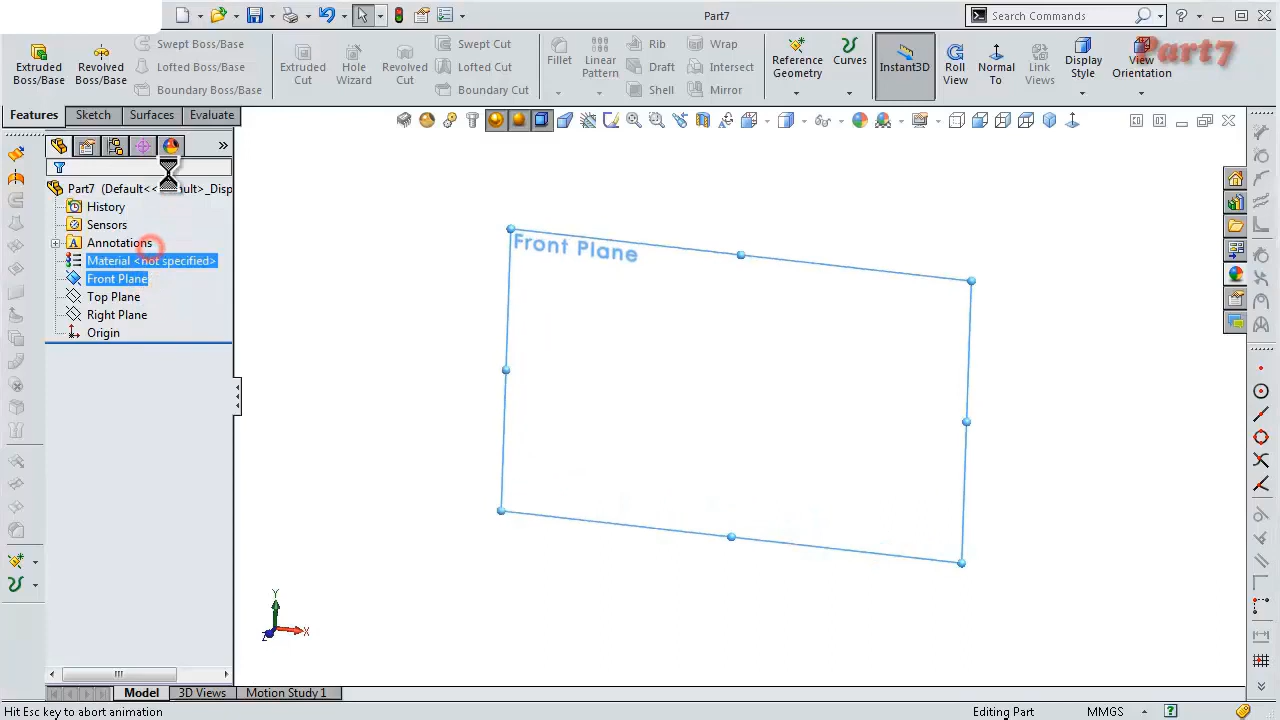 Part7
Search Commands
Extruded Boss/Base
Revolved Boss/Base
Swept Boss/Base
Lofted Boss/Base
Boundary Boss/Base
Extruded Cut
Hole Wizard
Revolved Cut
Swept Cut
Lofted Cut
Boundary Cut
Fillet
Linear Pattern
Rib
Draft
Shell
Wrap
Intersect
Mirror
Reference Geometry
Curves
Instant3D
Roll View
Normal To
Link Views
Display Style
View Orientation
Part7
Features
Sketch
Surfaces
Evaluate
Part7 (Default<<
>_Disp
History
Sensors
Annotations
Material <not specified>
Front Plane
Top Plane
Right Plane
Origin
Front Plane
Y
X
Z
Model
3D Views
Motion Study 1
Hit Esc key to abort animation
Editing Part
MMGS